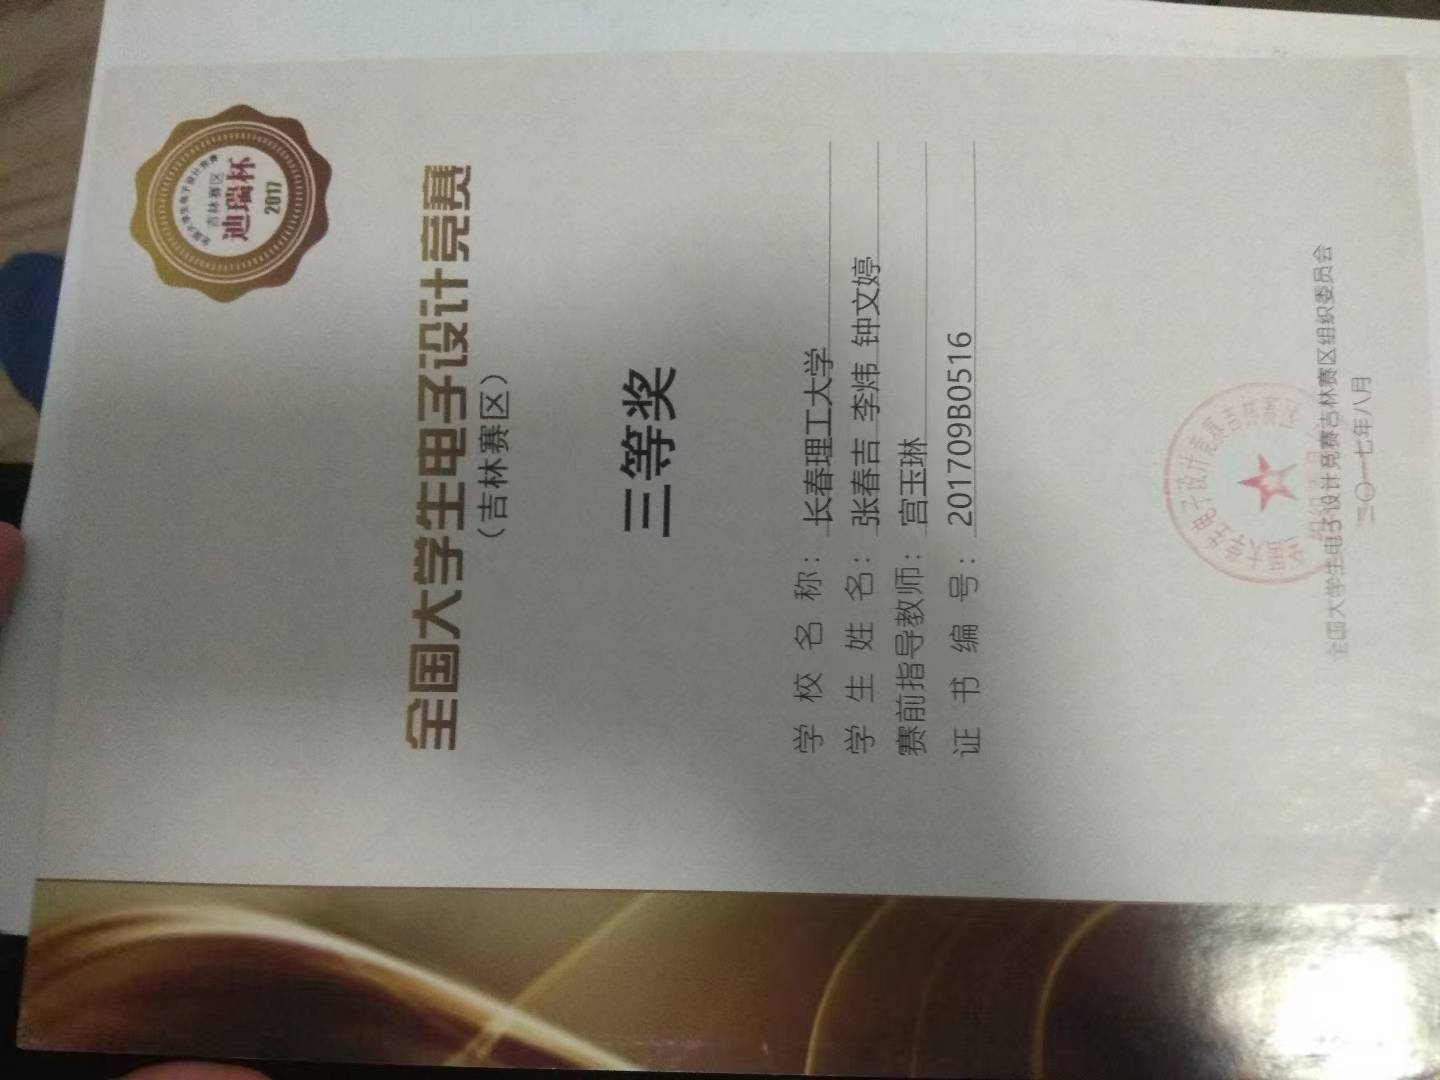 全国大学生电子设计竞赛
吉林赛区
迪瑞杯
2017
全国大学生电子设计竞赛
（吉林赛区）
三等奖
学校名称：长春理工大学
学生姓名：张春吉 李炜 钟文婷
赛前指导教师：宫玉琳
证书编号：201709B0516
全国大学生电子设计竞赛吉林赛区
组织委员会
全国大学生电子设计竞赛吉林赛区组织委员会
二〇一七年八月